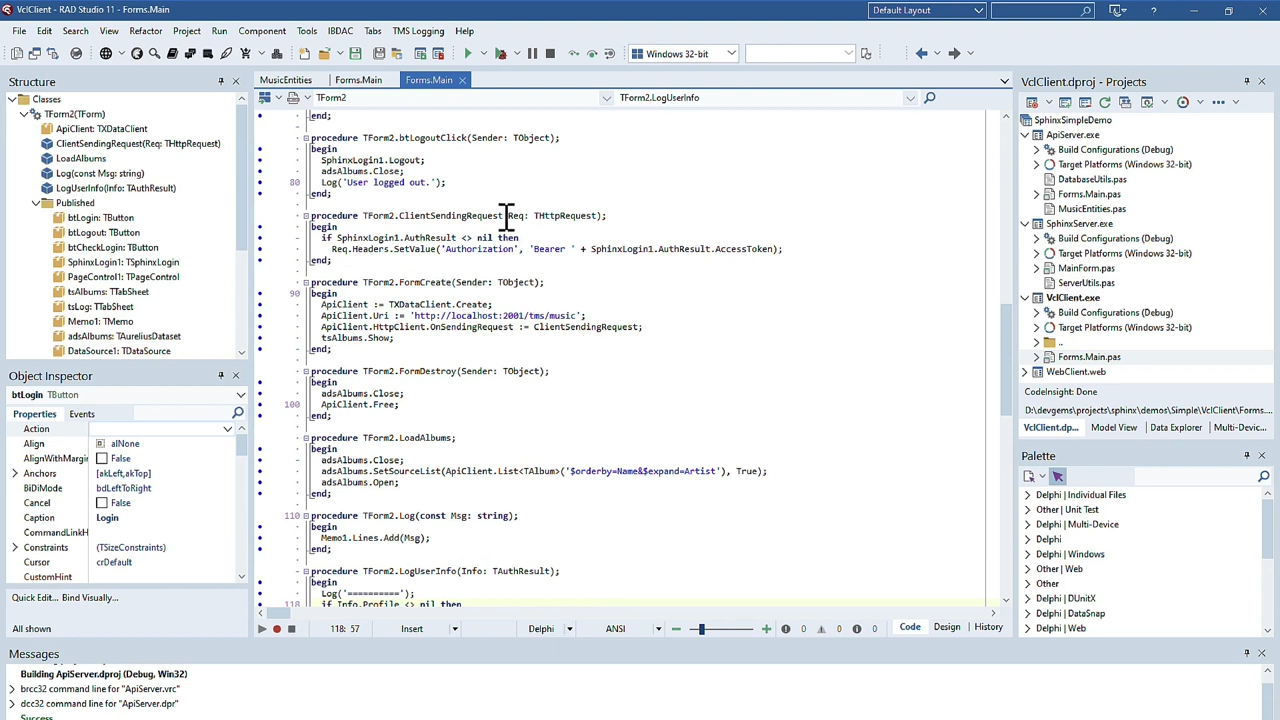 VclClient - RAD Studio 11 - Forms.Main
Default Layout
File Edit Search View Refactor Project Run Component Tools IBDAC Tabs TMS Logging Help
Windows 32-bit
Structure
Classes
TForm2(TForm)
ApiClient: TXDataClient
ClientSendingRequest(Req: THttpRequest)
LoadAlbums
Log(const Msg: string)
LogUserInfo(Info: TAuthResult)
Published
btLogin: TButton
btLogout: TButton
btCheckLogin: TButton
SphinxLogin1: TSphinxLogin
PageControl1: TPageControl
tsAlbums: TTabSheet
tsLog: TTabSheet
Memo1: TMemo
adsAlbums: TAureliusDataset
DataSource1: TDataSource
Object Inspector
btLogin TButton
Properties Events
Action
Align alNone
AlignWithMargin False
Anchors [akLeft,akTop]
BiDiMode bdLeftToRight
Cancel False
Caption Login
CommandLinkH
Constraints (TSizeConstraints)
Cursor crDefault
CustomHint
Quick Edit... Bind Visually...
All shown
MusicEntities Forms.Main Forms.Main
TForm2 TForm2.LogUserInfo
end;
procedure TForm2.btLogoutClick(Sender: TObject);
begin
SphinxLogin1.Logout;
adsAlbums.Close;
80 Log('User logged out.');
end;
procedure TForm2.ClientSendingRequest(Req: THttpRequest);
begin
if SphinxLogin1.AuthResult <> nil then
Req.Headers.SetValue('Authorization', 'Bearer ' + SphinxLogin1.AuthResult.AccessToken);
end;
procedure TForm2.FormCreate(Sender: TObject);
90 begin
ApiClient := TXDataClient.Create;
ApiClient.Uri := 'http://localhost:2001/tms/music';
ApiClient.HttpClient.OnSendingRequest := ClientSendingRequest;
tsAlbums.Show;
end;
procedure TForm2.FormDestroy(Sender: TObject);
begin
adsAlbums.Close;
100 ApiClient.Free;
end;
procedure TForm2.LoadAlbums;
begin
adsAlbums.Close;
adsAlbums.SetSourceList(ApiClient.List<TAlbum>('$orderby=Name&$expand=Artist'), True);
adsAlbums.Open;
end;
110 procedure TForm2.Log(const Msg: string);
begin
Memo1.Lines.Add(Msg);
end;
procedure TForm2.LogUserInfo(Info: TAuthResult);
begin
Log('==========');
118 if Info.Profile <> nil then
118: 57 Insert Delphi ANSI 0 0 0 Code Design History
VclClient.dproj - Projects
SphinxSimpleDemo
ApiServer.exe
Build Configurations (Debug)
Target Platforms (Windows 32-bit)
DatabaseUtils.pas
Forms.Main.pas
MusicEntities.pas
SphinxServer.exe
Build Configurations (Debug)
Target Platforms (Windows 32-bit)
MainForm.pas
ServerUtils.pas
VclClient.exe
Build Configurations (Debug)
Target Platforms (Windows 32-bit)
..
Forms.Main.pas
WebClient.web
CodeInsight: Done
D:\devgems\projects\sphinx\demos\Simple\VclClient\Forms...
VclClient.dp... Model View Data Explorer Multi-Devic...
Palette
Delphi | Individual Files
Other | Unit Test
Delphi | Multi-Device
Delphi
Delphi | Windows
Other | Web
Other
Delphi | DUnitX
Delphi | DataSnap
Delphi | Web
Messages
Building ApiServer.dproj (Debug, Win32)
brcc32 command line for "ApiServer.vrc"
dcc32 command line for "ApiServer.dpr"
Success